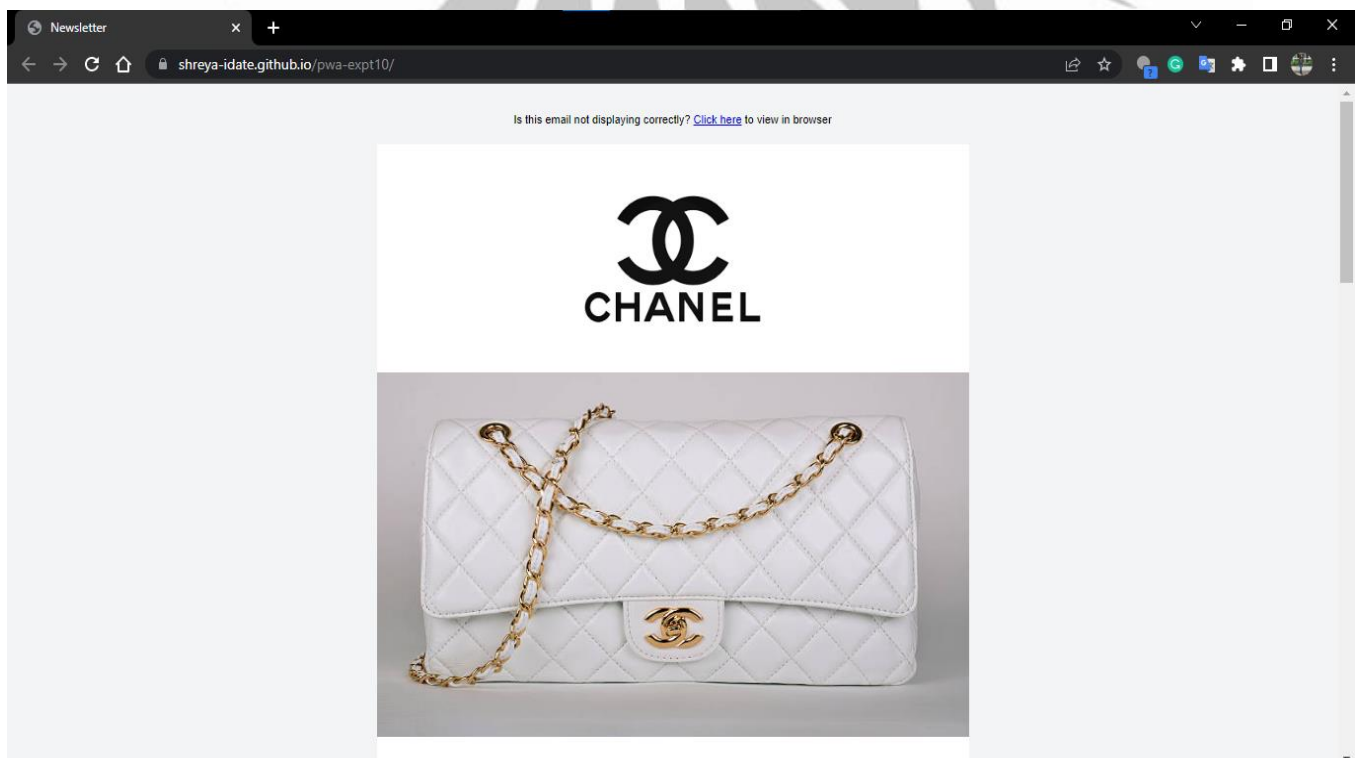 Newsletter
shreya-idate.github.io/pwa-expt10/
Is this email not displaying correctly? Click here to view in browser
CHANEL